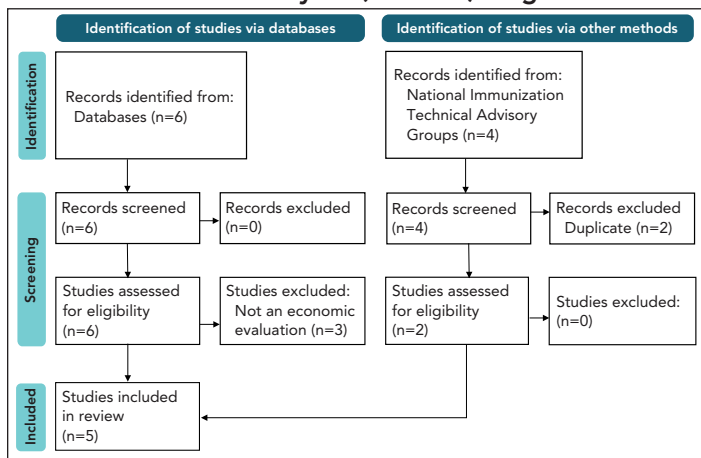 Identification of studies via databases
Identification of studies via other methods
Identification
Records identified from:
Databases (n=6)
Records identified from:
National Immunization
Technical Advisory
Groups (n=4)
Screening
Records screened
(n=6)
Records excluded
(n=0)
Records screened
(n=4)
Records excluded
Duplicate (n=2)
Studies assessed
for eligibility
(n=6)
Studies excluded:
Not an economic
evaluation (n=3)
Studies assessed for
eligibility
(n=2)
Studies excluded:
(n=0)
Included
Studies included
in review
(n=5)